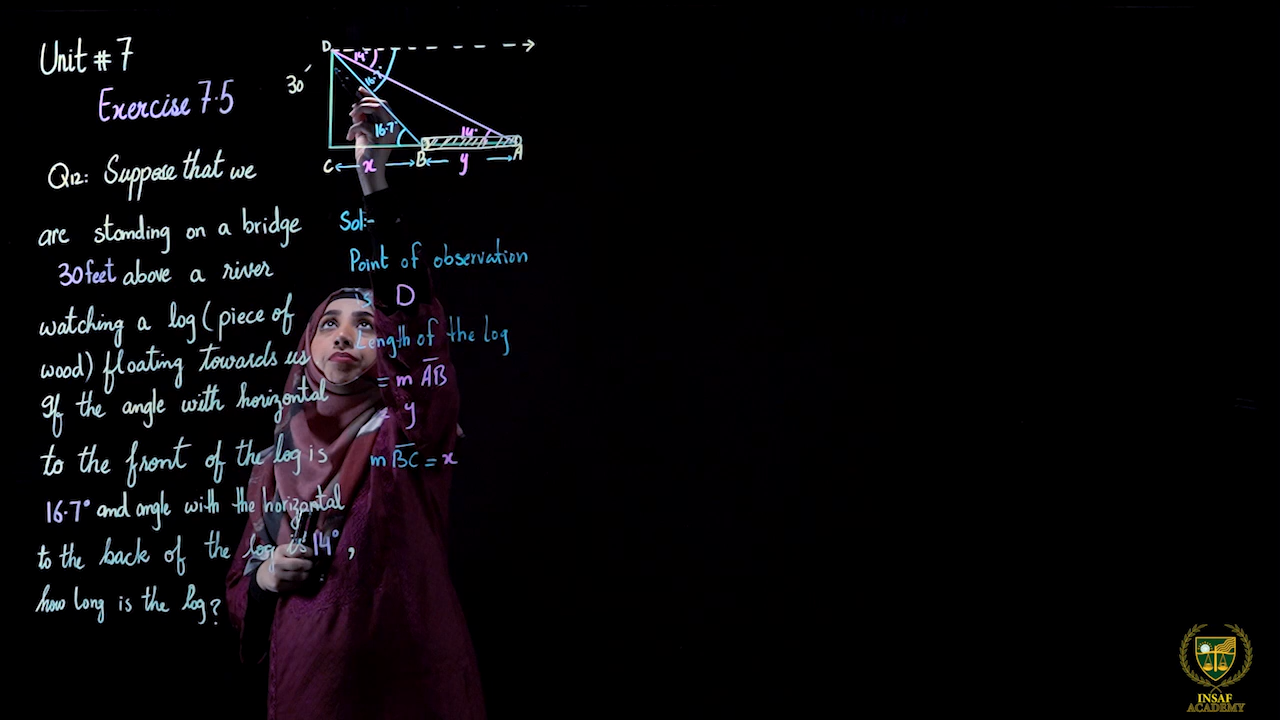 Unit # 7
Exercise 7.5
Q12: Suppose that we
are standing on a bridge
30 feet above a river
watching a log (piece of
wood) floating towards us
If the angle with horizontal
to the front of the log is
16.7° and angle with the horizontal
to the back of the log is 14°,
how long is the log?
D
14°
16.7°
30'
16.7°
14°
C x B y A
Sol:-
Point of observation
is D
Length of the log
= m AB
= y
m BC = x
INSAF
ACADEMY